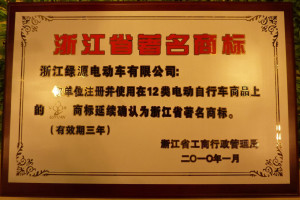 浙江省著名商标
浙江绿源电动车有限公司:
单位注册并使用在12类电动自行车商品上
的 商标延续确认为浙江省著名商标。
(有效期三年)
浙江省工商行政管理局
二〇一〇年一月